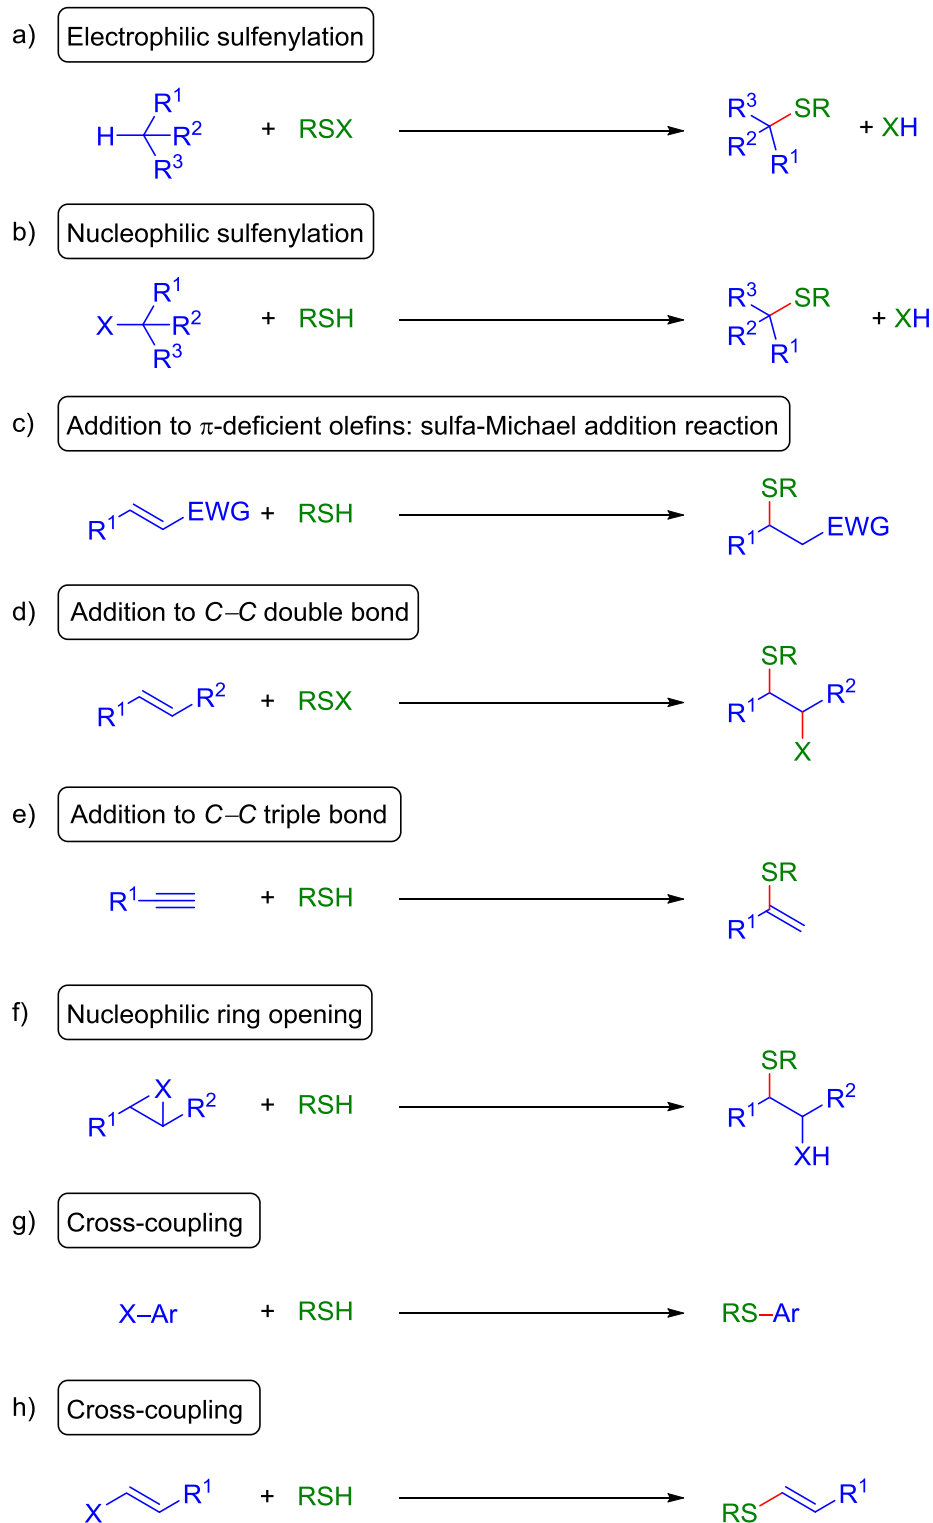 a) Electrophilic sulfenylation
H R¹ R² R³ + RSX R³ R² R¹ SR + XH
b) Nucleophilic sulfenylation
X R¹ R² R³ + RSH R³ R² R¹ SR + XH
c) Addition to π-deficient olefins: sulfa-Michael addition reaction
R¹ EWG + RSH SR R¹ EWG
d) Addition to C–C double bond
R¹ R² + RSX SR R¹ R² X
e) Addition to C–C triple bond
R¹ + RSH SR R¹
f) Nucleophilic ring opening
R¹ X R² + RSH SR R¹ R² XH
g) Cross-coupling
X–Ar + RSH RS–Ar
h) Cross-coupling
X R¹ + RSH RS R¹